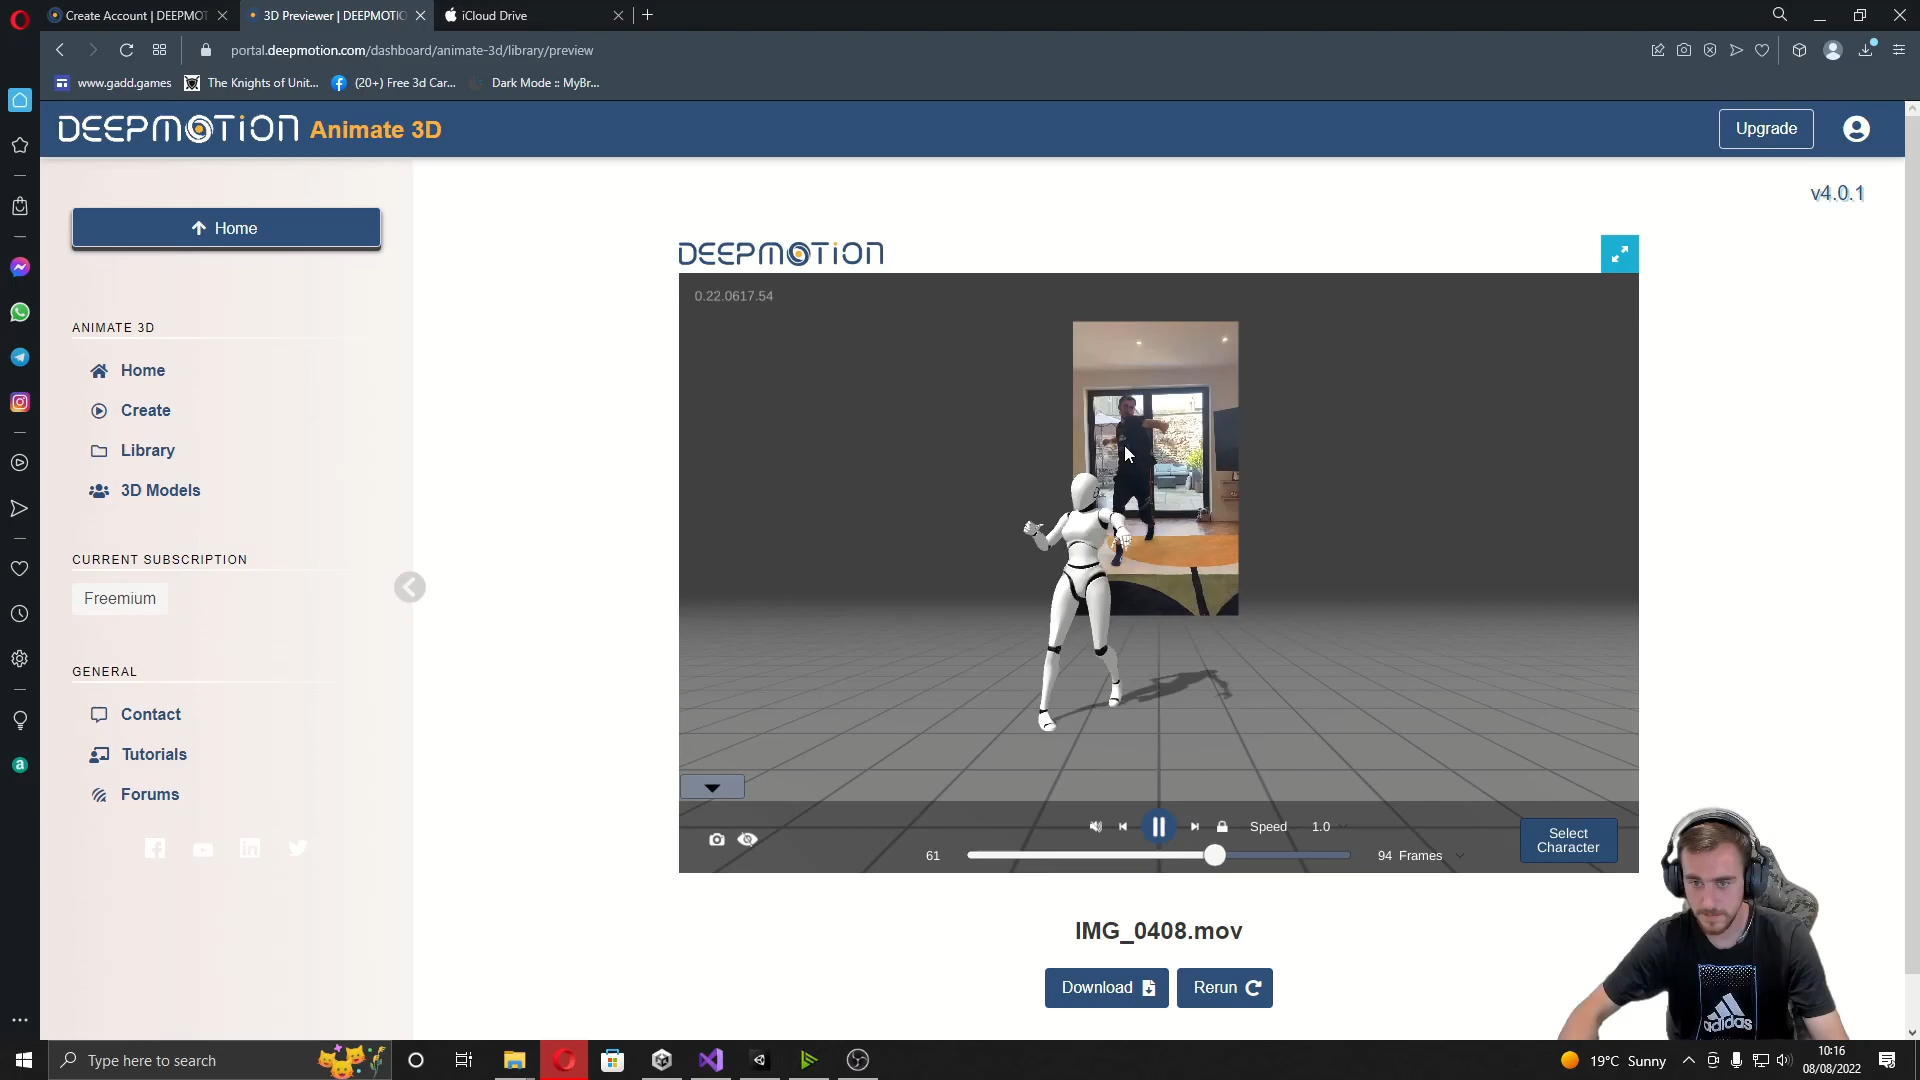 Create Account | DEEPMOT
3D Previewer | DEEPMOTIO
iCloud Drive
portal.deepmotion.com/dashboard/animate-3d/library/preview
www.gadd.games
The Knights of Unit...
(20+) Free 3d Car...
Dark Mode :: MyBr...
DEEPMOTION Animate 3D
Upgrade
v4.0.1
Home
DEEPMOTION
0.22.0617.54
ANIMATE 3D
Home
Create
Library
3D Models
CURRENT SUBSCRIPTION
Freemium
GENERAL
Contact
Tutorials
Forums
Speed 1.0
61
94 Frames
Select
Character
IMG_0408.mov
Download
Rerun
adidas
Type here to search
19°C Sunny
10:16
08/08/2022